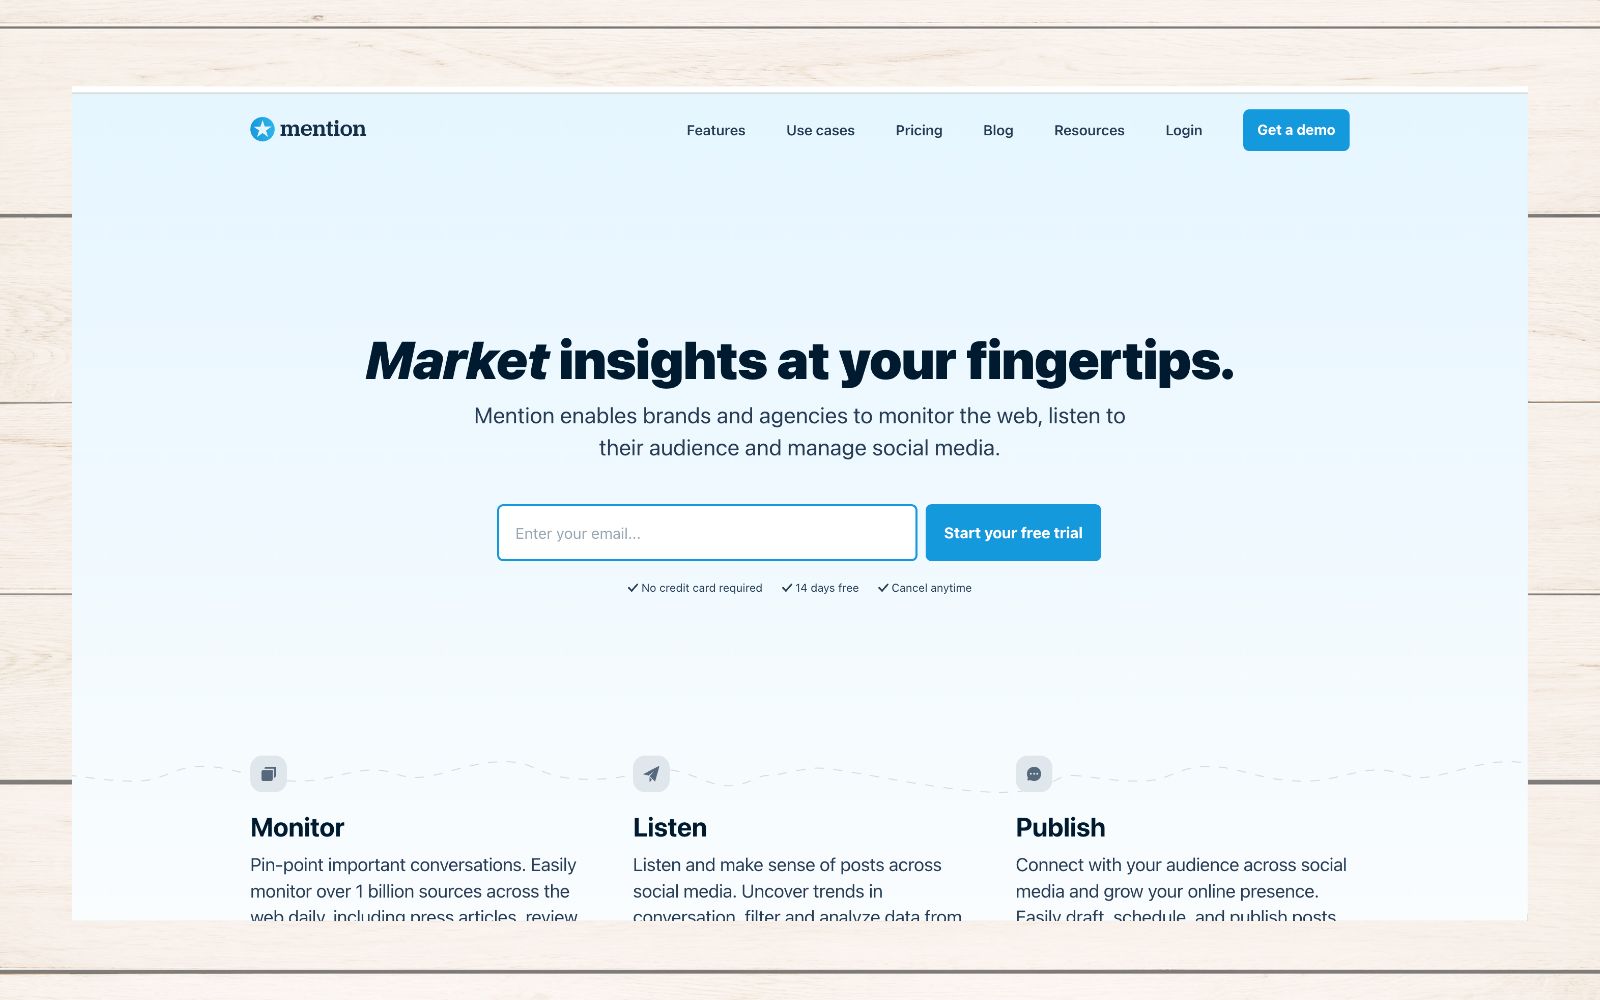 mention
Features
Use cases
Pricing
Blog
Resources
Login
Get a demo
Market insights at your fingertips.
Mention enables brands and agencies to monitor the web, listen to
their audience and manage social media.
Enter your email...
Start your free trial
No credit card required
14 days free
Cancel anytime
Monitor
Pin-point important conversations. Easily
monitor over 1 billion sources across the
web daily, including press articles, review
Listen
Listen and make sense of posts across
social media. Uncover trends in
conversation, filter and analyze data from
Publish
Connect with your audience across social
media and grow your online presence.
Easily draft, schedule, and publish posts